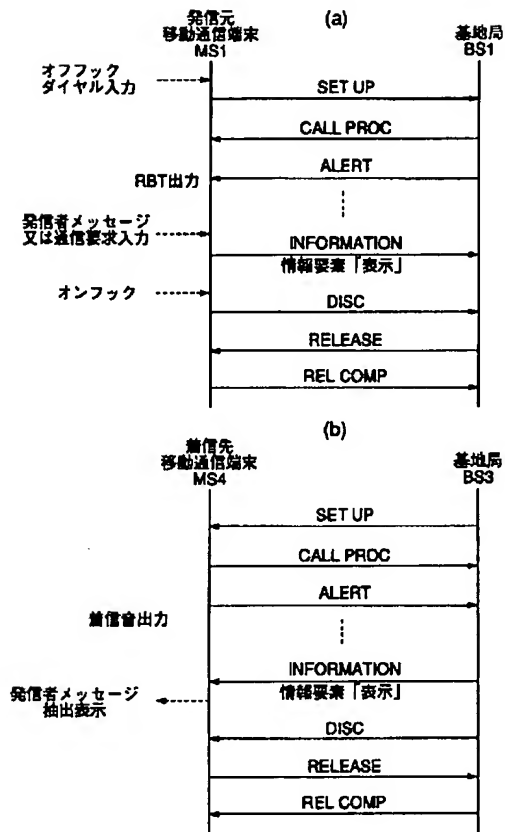 (a)
発信元
移動通信端末
MS1
基地局
BS1
オフフック
ダイヤル入力
SET UP
CALL PROC
ALERT
RBT出力
発信者メッセージ
又は通信要求入力
INFORMATION
情報要素「表示」
オンフック
DISC
RELEASE
REL COMP
(b)
着信先
移動通信端末
MS4
基地局
BS3
SET UP
CALL PROC
ALERT
着信音出力
INFORMATION
情報要素「表示」
発信者メッセージ
抽出表示
DISC
RELEASE
REL COMP